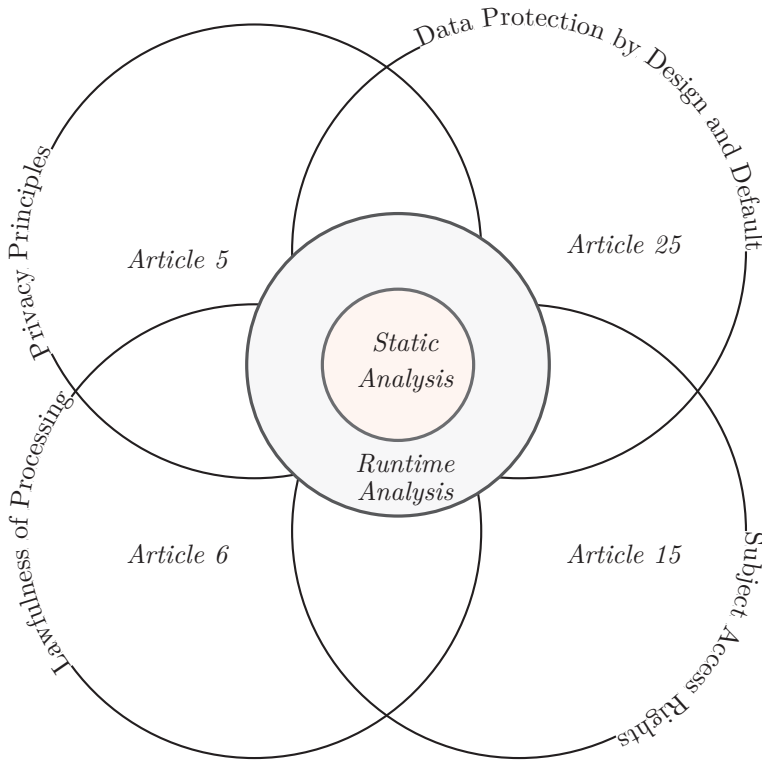 Data Protection by Design and Default
Privacy Principles
Article 5
Article 25
Static
Analysis
Runtime
Analysis
Lawfulness of Processing
Article 6
Article 15
Subject Access Rights